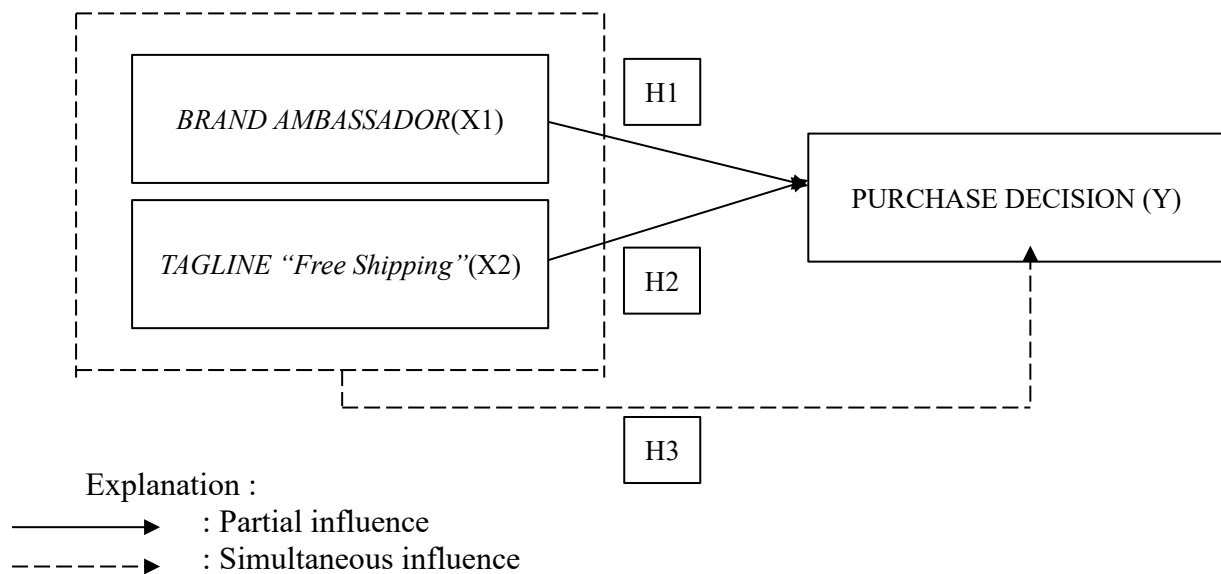 H1
BRAND AMBASSADOR(X1)
PURCHASE DECISION (Y)
TAGLINE “Free Shipping”(X2)
H2
H3
Explanation :
: Partial influence
: Simultaneous influence